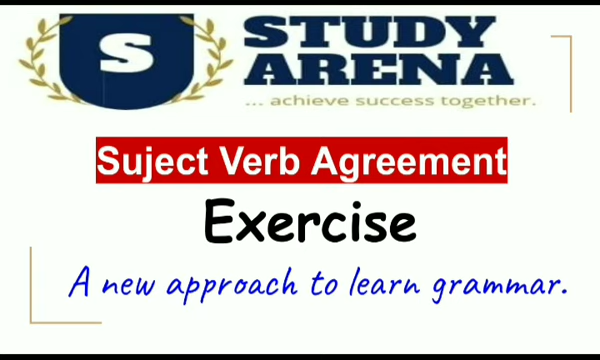 S
STUDY
ARENA
... achieve success together.
Suject Verb Agreement
Exercise
A new approach to learn grammar.